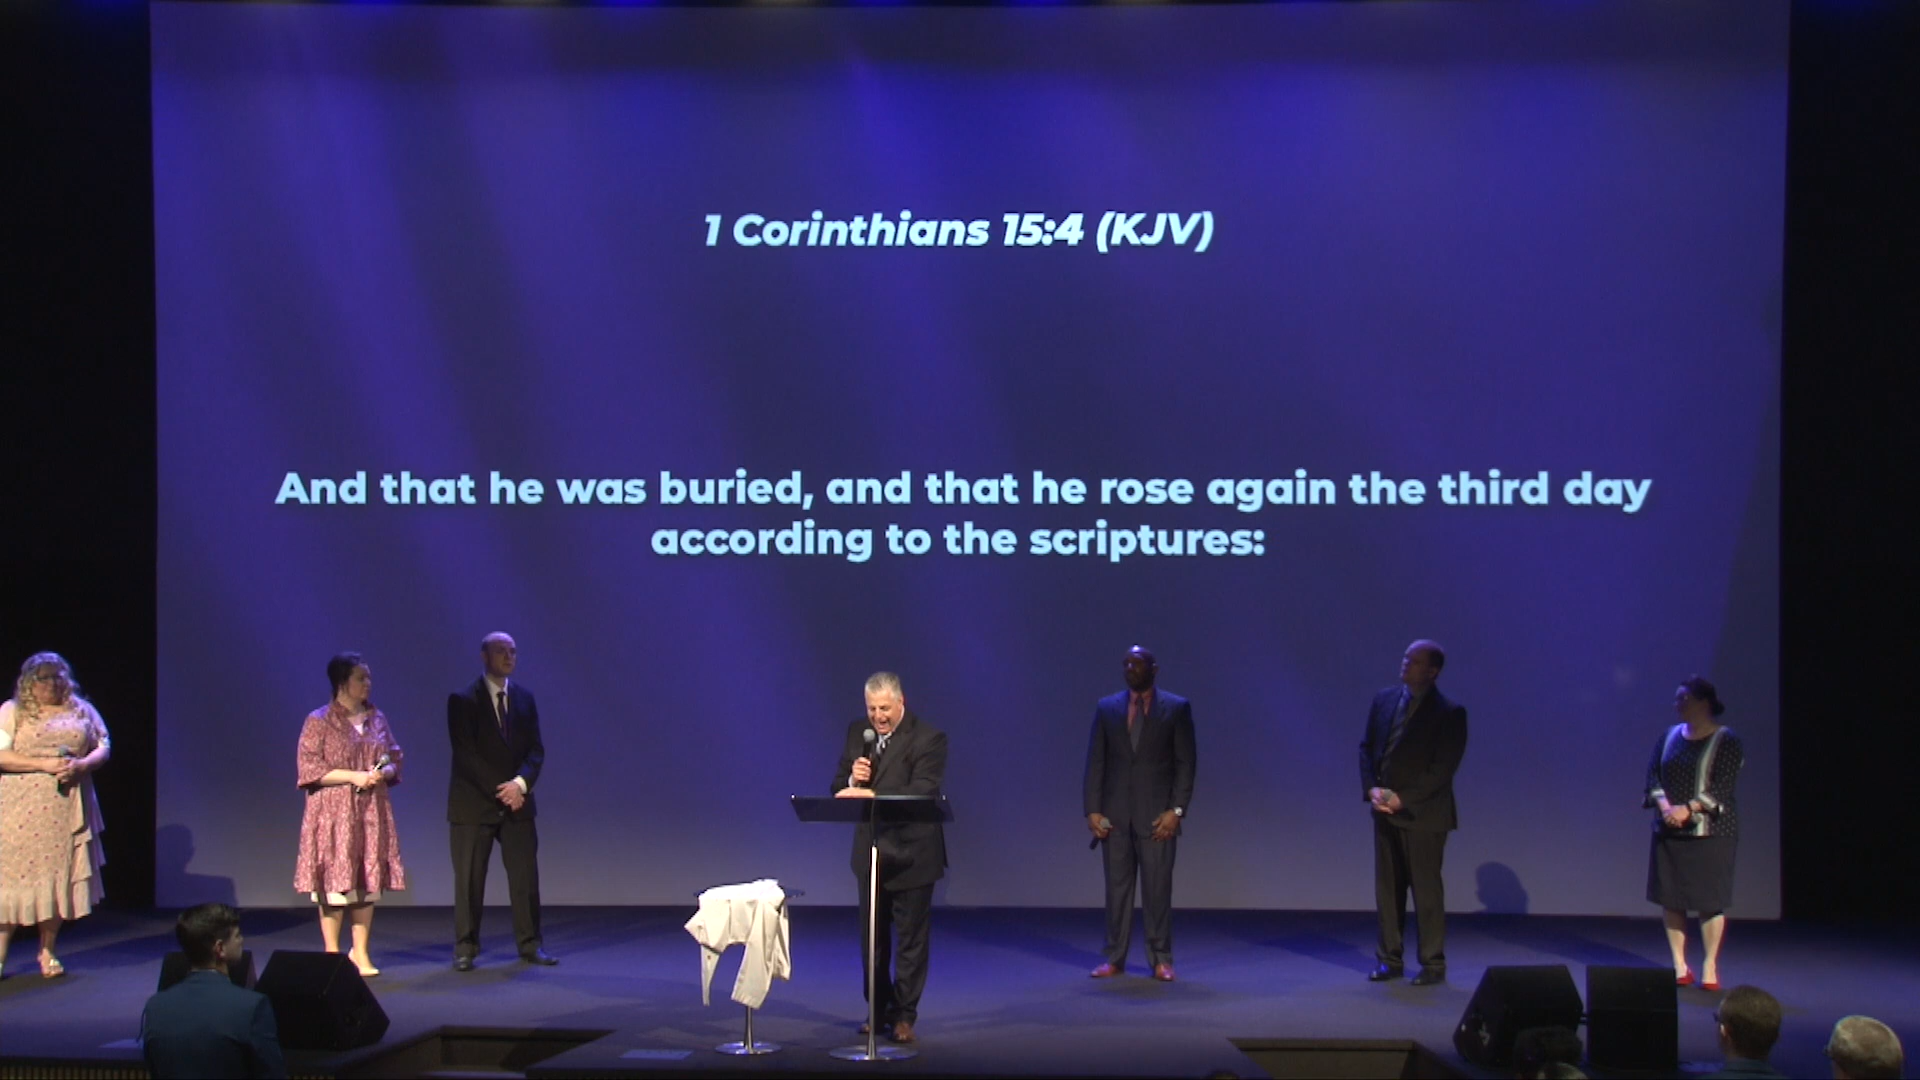 1 Corinthians 15:4 (KJV)
And that he was buried, and that he rose again the third day
according to the scriptures: